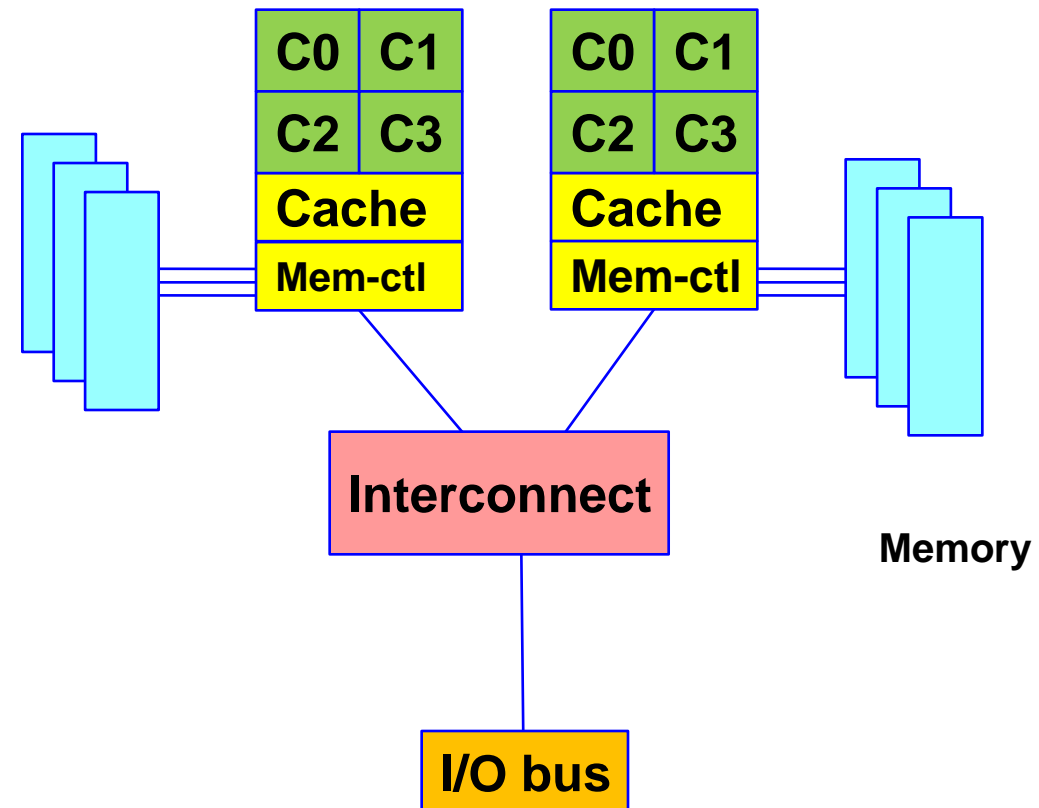 C0 C1 C0 C1
C2 C3 C2 C3
Cache Cache
Mem-ctl Mem-ctl
Interconnect
Memory
I/O bus